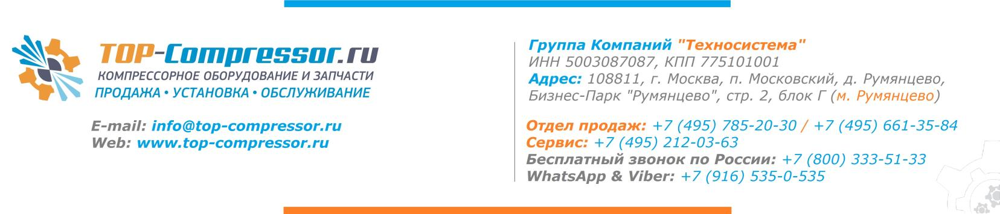 TOP-Compressor.ru
КОМПРЕССОРНОЕ ОБОРУДОВАНИЕ И ЗАПЧАСТИ
ПРОДАЖА • УСТАНОВКА • ОБСЛУЖИВАНИЕ
E-mail: info@top-compressor.ru
Web: www.top-compressor.ru
Группа Компаний "Техносистема"
ИНН 5003087087, КПП 775101001
Адрес: 108811, г. Москва, п. Московский, д. Румянцево,
Бизнес-Парк "Румянцево", стр. 2, блок Г (м. Румянцево)
Отдел продаж: +7 (495) 785-20-30 / +7 (495) 661-35-84
Сервис: +7 (495) 212-03-63
Бесплатный звонок по России: +7 (800) 333-51-33
WhatsApp & Viber: +7 (916) 535-0-535